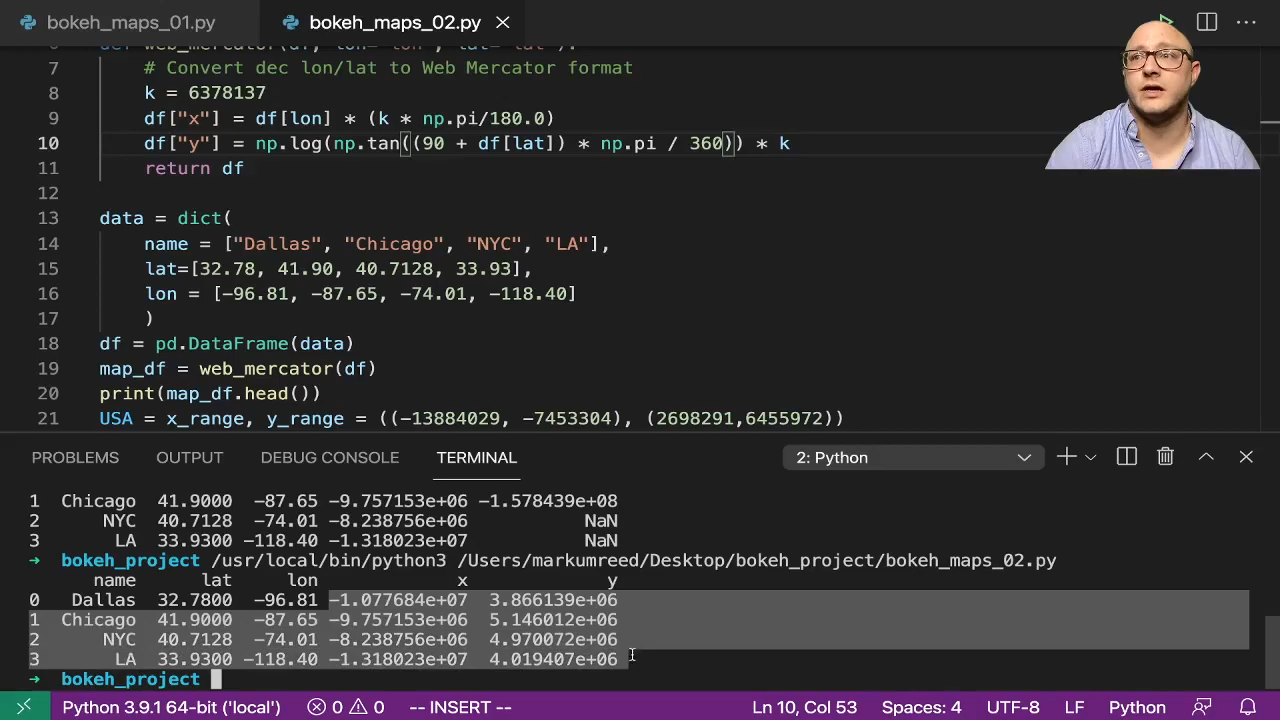 bokeh_maps_01.py
bokeh_maps_02.py
6 def web_mercator(df, lon="lon", lat="lat"):
7 # Convert dec lon/lat to Web Mercator format
8 k = 6378137
9 df["x"] = df[lon] * (k * np.pi/180.0)
10 df["y"] = np.log(np.tan((90 + df[lat]) * np.pi / 360)) * k
11 return df
12
13 data = dict(
14 name = ["Dallas", "Chicago", "NYC", "LA"],
15 lat=[32.78, 41.90, 40.7128, 33.93],
16 lon = [-96.81, -87.65, -74.01, -118.40]
17 )
18 df = pd.DataFrame(data)
19 map_df = web_mercator(df)
20 print(map_df.head())
21 USA = x_range, y_range = ((-13884029, -7453304), (2698291,6455972))
PROBLEMS OUTPUT DEBUG CONSOLE TERMINAL 2: Python
1 Chicago 41.9000 -87.65 -9.757153e+06 -1.578439e+08
2 NYC 40.7128 -74.01 -8.238756e+06 NaN
3 LA 33.9300 -118.40 -1.318023e+07 NaN
→ bokeh_project /usr/local/bin/python3 /Users/markumreed/Desktop/bokeh_project/bokeh_maps_02.py
name lat lon x y
0 Dallas 32.7800 -96.81 -1.077684e+07 3.866139e+06
1 Chicago 41.9000 -87.65 -9.757153e+06 5.146012e+06
2 NYC 40.7128 -74.01 -8.238756e+06 4.970072e+06
3 LA 33.9300 -118.40 -1.318023e+07 4.019407e+06
→ bokeh_project
Python 3.9.1 64-bit ('local') 0 0 -- INSERT -- Ln 10, Col 53 Spaces: 4 UTF-8 LF Python